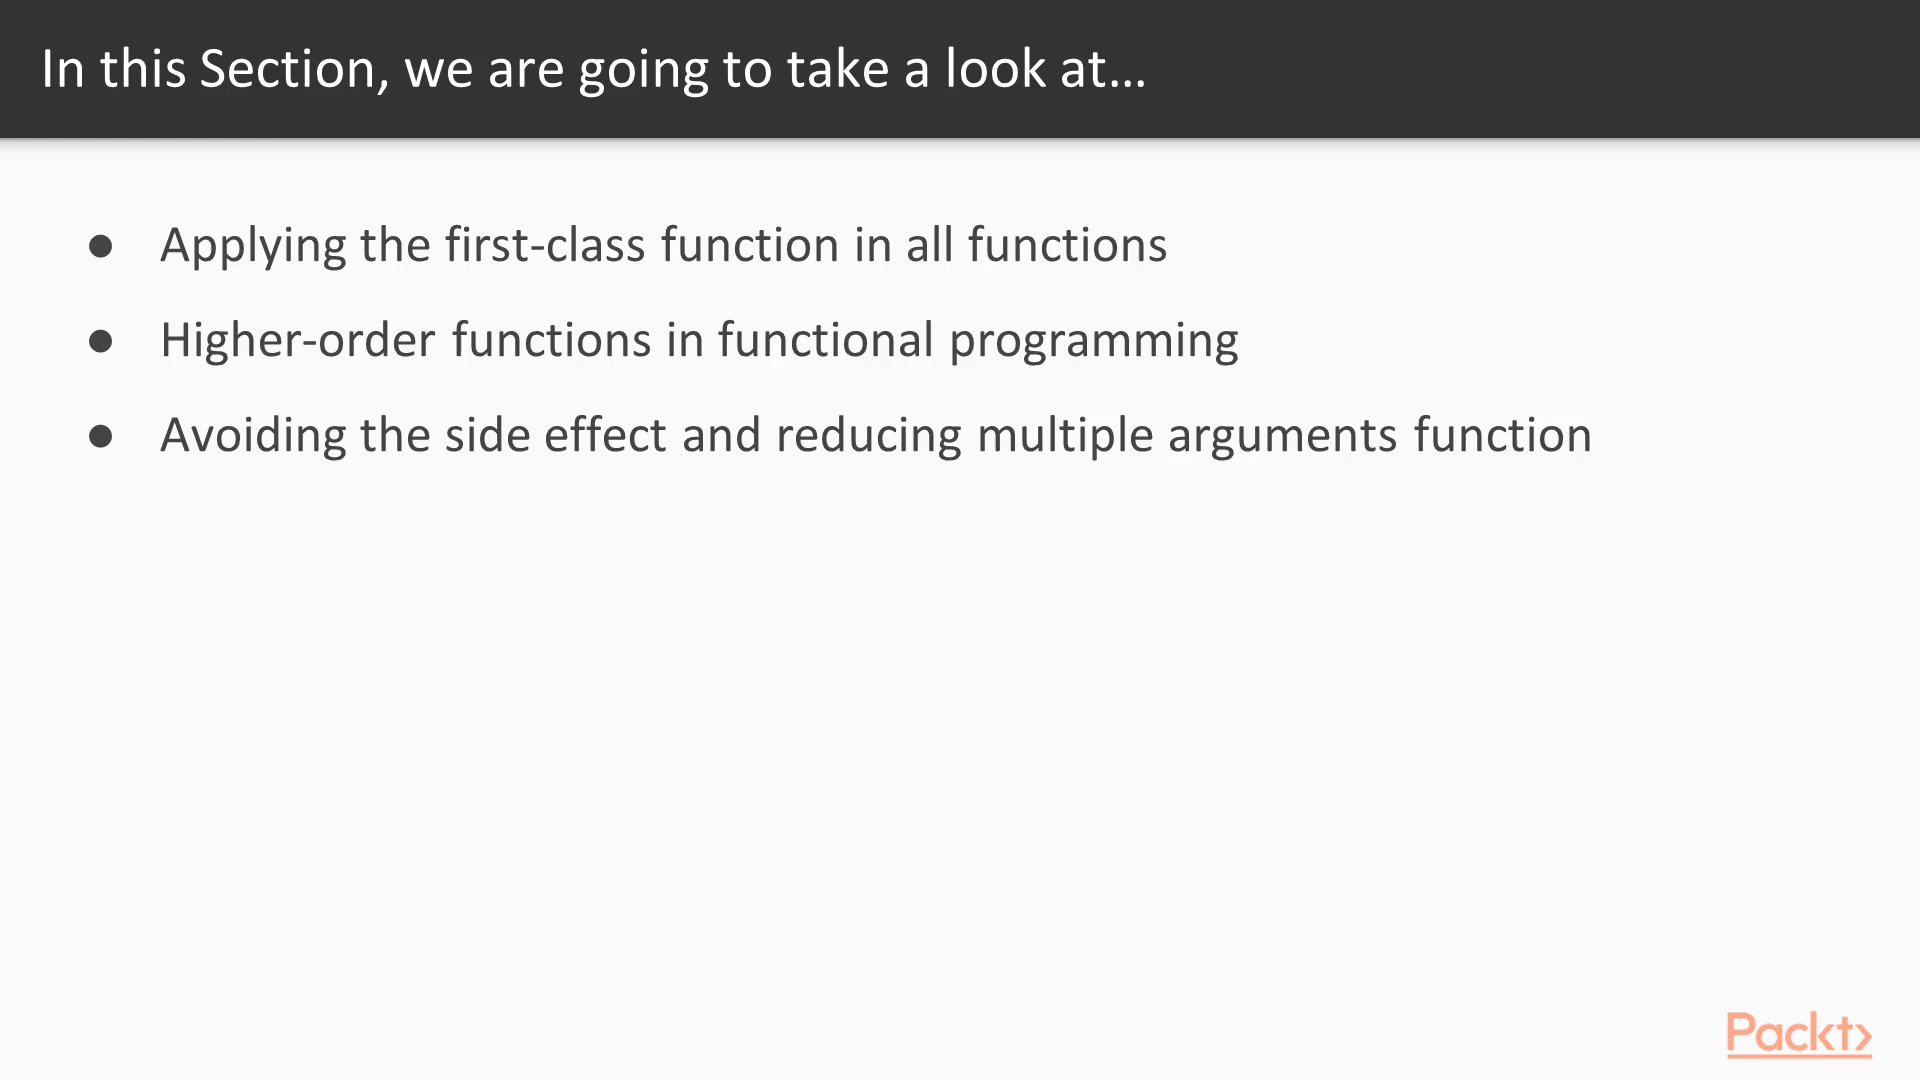 In this Section, we are going to take a look at...
● Applying the first-class function in all functions
● Higher-order functions in functional programming
● Avoiding the side effect and reducing multiple arguments function
Packt>